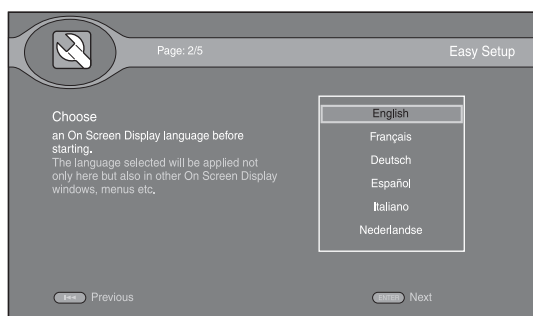 Page: 2/5
Easy Setup
Choose
an On Screen Display language before
starting.
The language selected will be applied not
only here but also in other On Screen Display
windows, menus etc.
English
Français
Deutsch
Español
Italiano
Nederlandse
Previous
ENTER Next